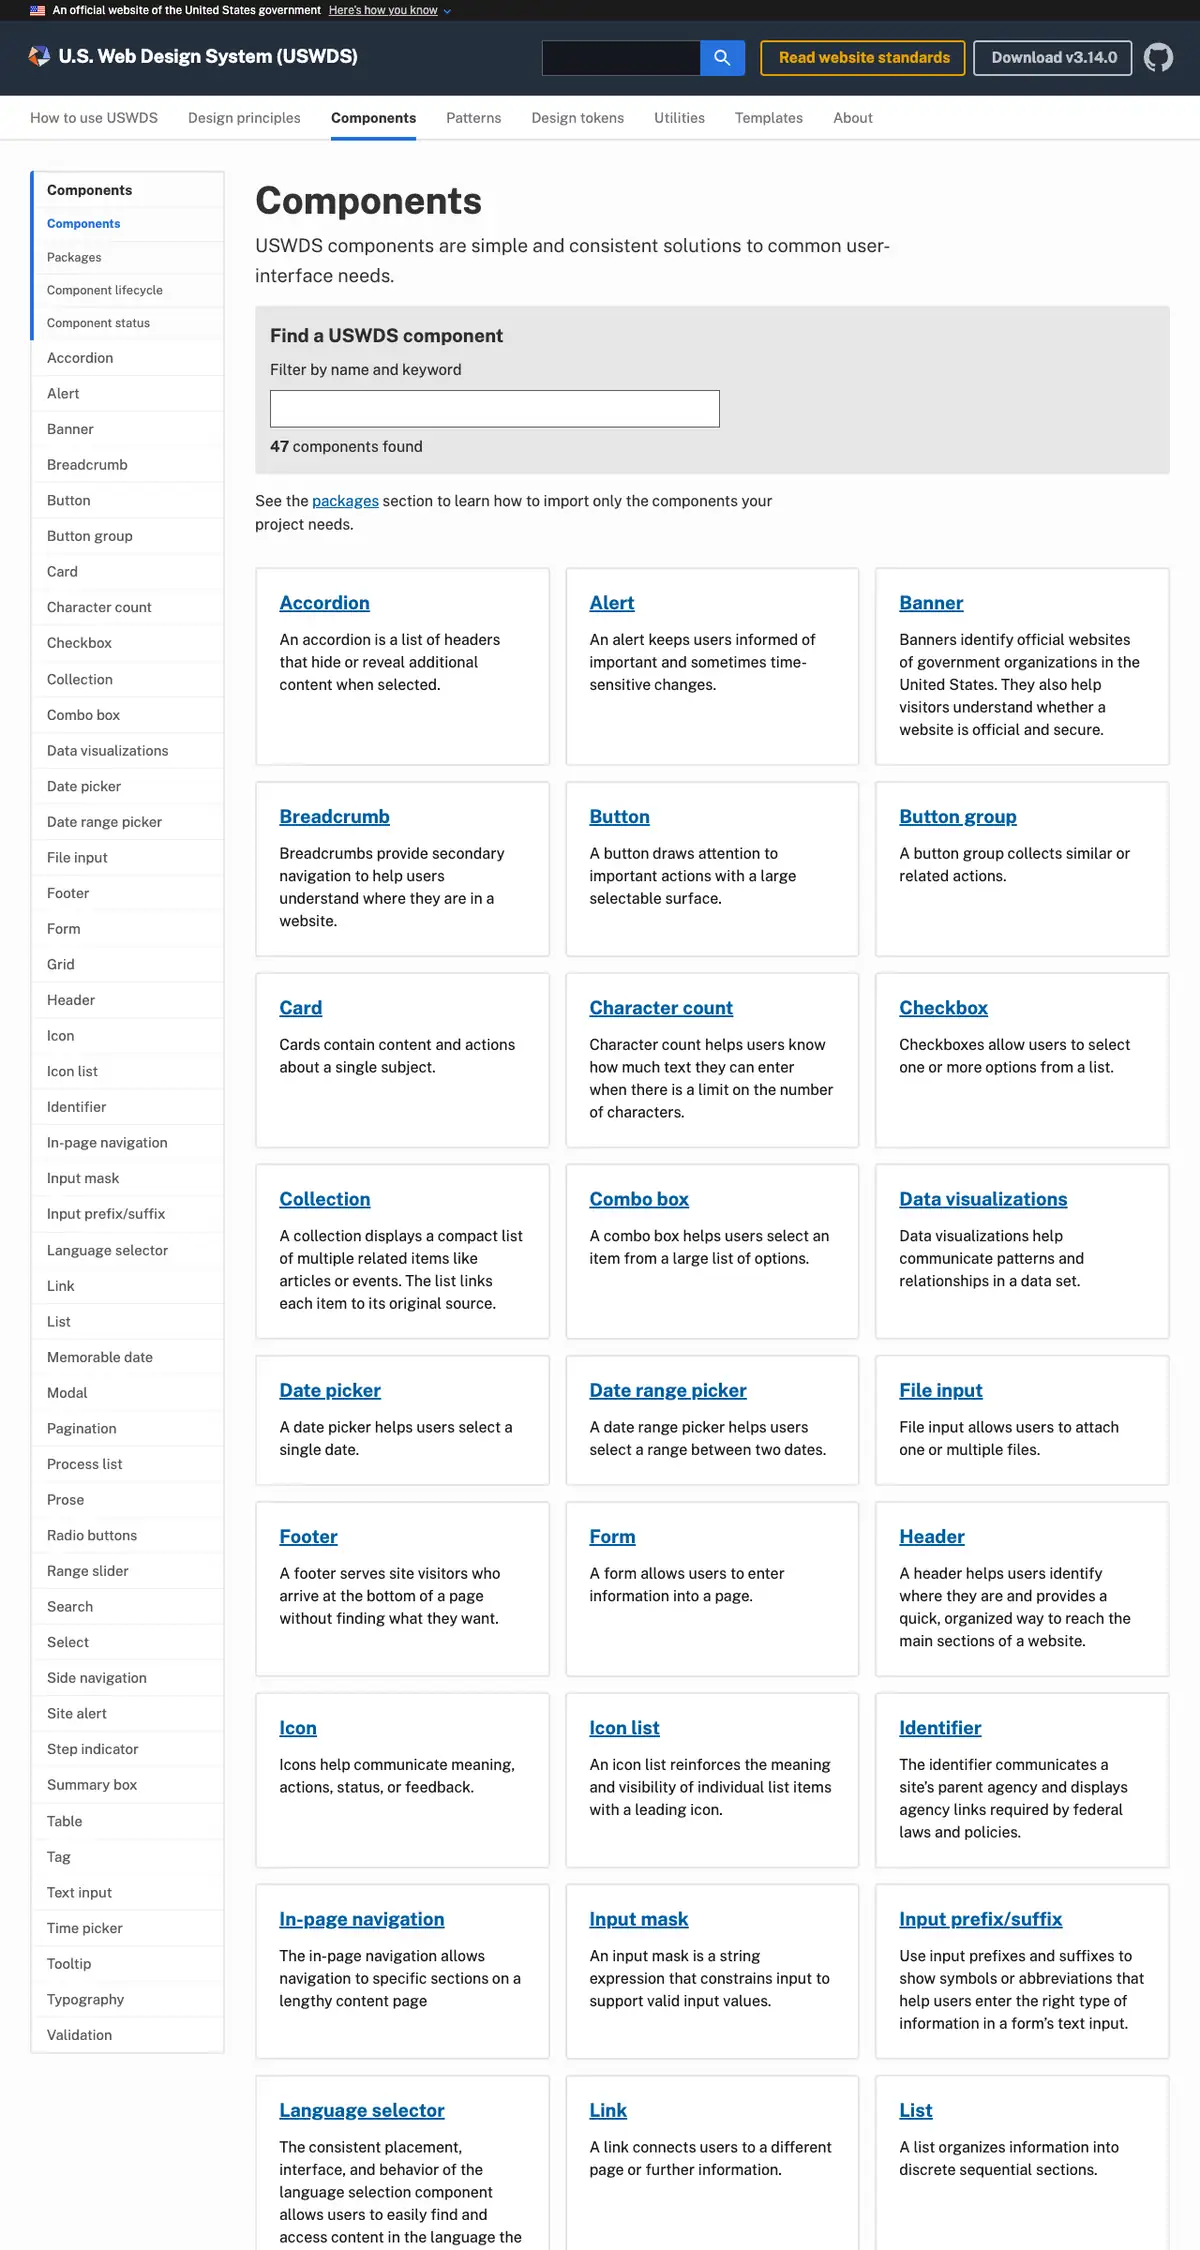 An official website of the United States government Here's how you know
U.S. Web Design System (USWDS)
Read website standards
Download v3.14.0
How to use USWDS
Design principles
Components
Patterns
Design tokens
Utilities
Templates
About
Components
Components
Packages
Component lifecycle
Component status
Accordion
Alert
Banner
Breadcrumb
Button
Button group
Card
Character count
Checkbox
Collection
Combo box
Data visualizations
Date picker
Date range picker
File input
Footer
Form
Grid
Header
Icon
Icon list
Identifier
In-page navigation
Input mask
Input prefix/suffix
Language selector
Link
List
Memorable date
Modal
Pagination
Process list
Prose
Radio buttons
Range slider
Search
Select
Side navigation
Site alert
Step indicator
Summary box
Table
Tag
Text input
Time picker
Tooltip
Typography
Validation
Components
USWDS components are simple and consistent solutions to common user-
interface needs.
Find a USWDS component
Filter by name and keyword
47 components found
See the packages section to learn how to import only the components your
project needs.
Accordion
An accordion is a list of headers
that hide or reveal additional
content when selected.
Alert
An alert keeps users informed of
important and sometimes time-
sensitive changes.
Banner
Banners identify official websites
of government organizations in the
United States. They also help
visitors understand whether a
website is official and secure.
Breadcrumb
Breadcrumbs provide secondary
navigation to help users
understand where they are in a
website.
Button
A button draws attention to
important actions with a large
selectable surface.
Button group
A button group collects similar or
related actions.
Card
Cards contain content and actions
about a single subject.
Character count
Character count helps users know
how much text they can enter
when there is a limit on the number
of characters.
Checkbox
Checkboxes allow users to select
one or more options from a list.
Collection
A collection displays a compact list
of multiple related items like
articles or events. The list links
each item to its original source.
Combo box
A combo box helps users select an
item from a large list of options.
Data visualizations
Data visualizations help
communicate patterns and
relationships in a data set.
Date picker
A date picker helps users select a
single date.
Date range picker
A date range picker helps users
select a range between two dates.
File input
File input allows users to attach
one or multiple files.
Footer
A footer serves site visitors who
arrive at the bottom of a page
without finding what they want.
Form
A form allows users to enter
information into a page.
Header
A header helps users identify
where they are and provides a
quick, organized way to reach the
main sections of a website.
Icon
Icons help communicate meaning,
actions, status, or feedback.
Icon list
An icon list reinforces the meaning
and visibility of individual list items
with a leading icon.
Identifier
The identifier communicates a
site's parent agency and displays
agency links required by federal
laws and policies.
In-page navigation
The in-page navigation allows
navigation to specific sections on a
lengthy content page
Input mask
An input mask is a string
expression that constrains input to
support valid input values.
Input prefix/suffix
Use input prefixes and suffixes to
show symbols or abbreviations that
help users enter the right type of
information in a form's text input.
Language selector
The consistent placement,
interface, and behavior of the
language selection component
allows users to easily find and
access content in the language the
Link
A link connects users to a different
page or further information.
List
A list organizes information into
discrete sequential sections.